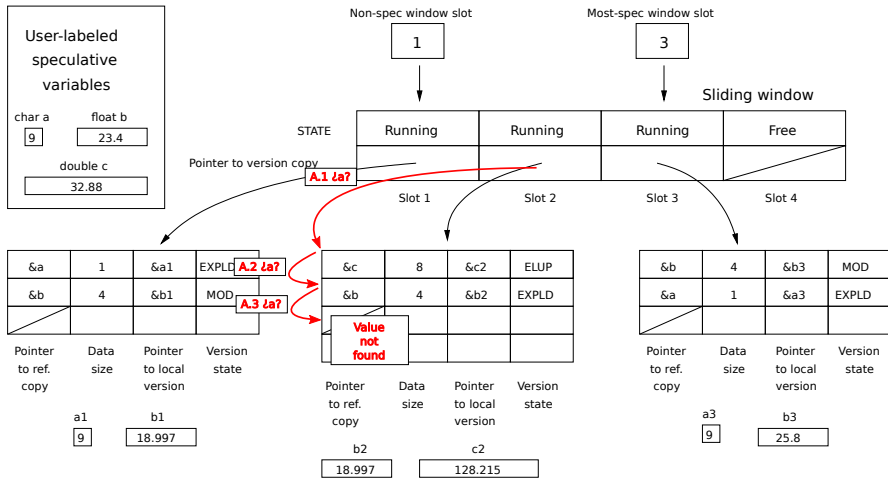 User-labeled
speculative
variables
char a
float b
9
23.4
double c
32.88
Non-spec window slot
Most-spec window slot
1
3
Sliding window
STATE
Running
Running
Running
Free
Pointer to version copy
A.1 ¿a?
Slot 1
Slot 2
Slot 3
Slot 4
&a
1
&a1
EXPLD
&b
4
&b1
MOD
A.2 ¿a?
A.3 ¿a?
&c
8
&c2
ELUP
&b
4
&b2
EXPLD
Value
not
found
&b
4
&b3
MOD
&a
1
&a3
EXPLD
Pointer
to ref.
copy
Data
size
Pointer
to local
version
Version
state
Pointer
to ref.
copy
Data
size
Pointer
to local
version
Version
state
Pointer
to ref.
copy
Data
size
Pointer
to local
version
Version
state
a1
9
b1
18.997
b2
18.997
c2
128.215
a3
9
b3
25.8